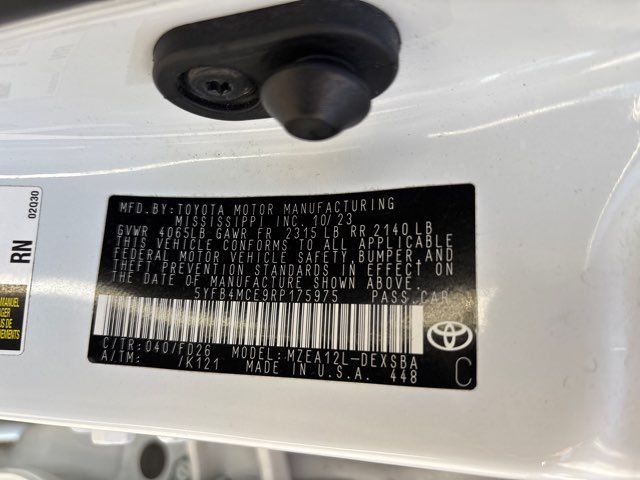 MFD.BY: TOYOTA MOTOR MANUFACTURING
MISSISSIPPI INC. 10/23
GVWR 4065LB GAWR FR 2315 LB RR 2140 LB
THIS VEHICLE CONFORMS TO ALL APPLICABLE
FEDERAL MOTOR VEHICLE SAFETY, BUMPER, AND
THEFT PREVENTION STANDARDS IN EFFECT ON
THE DATE OF MANUFACTURE SHOWN ABOVE.
5YFB4MCE9RP175975 PASS.CAR
C/TR: 040/FD26 MODEL: MZEA12L-DEXSBA
A/TM: /K121 MADE IN U.S.A. 448
C
RN
02030